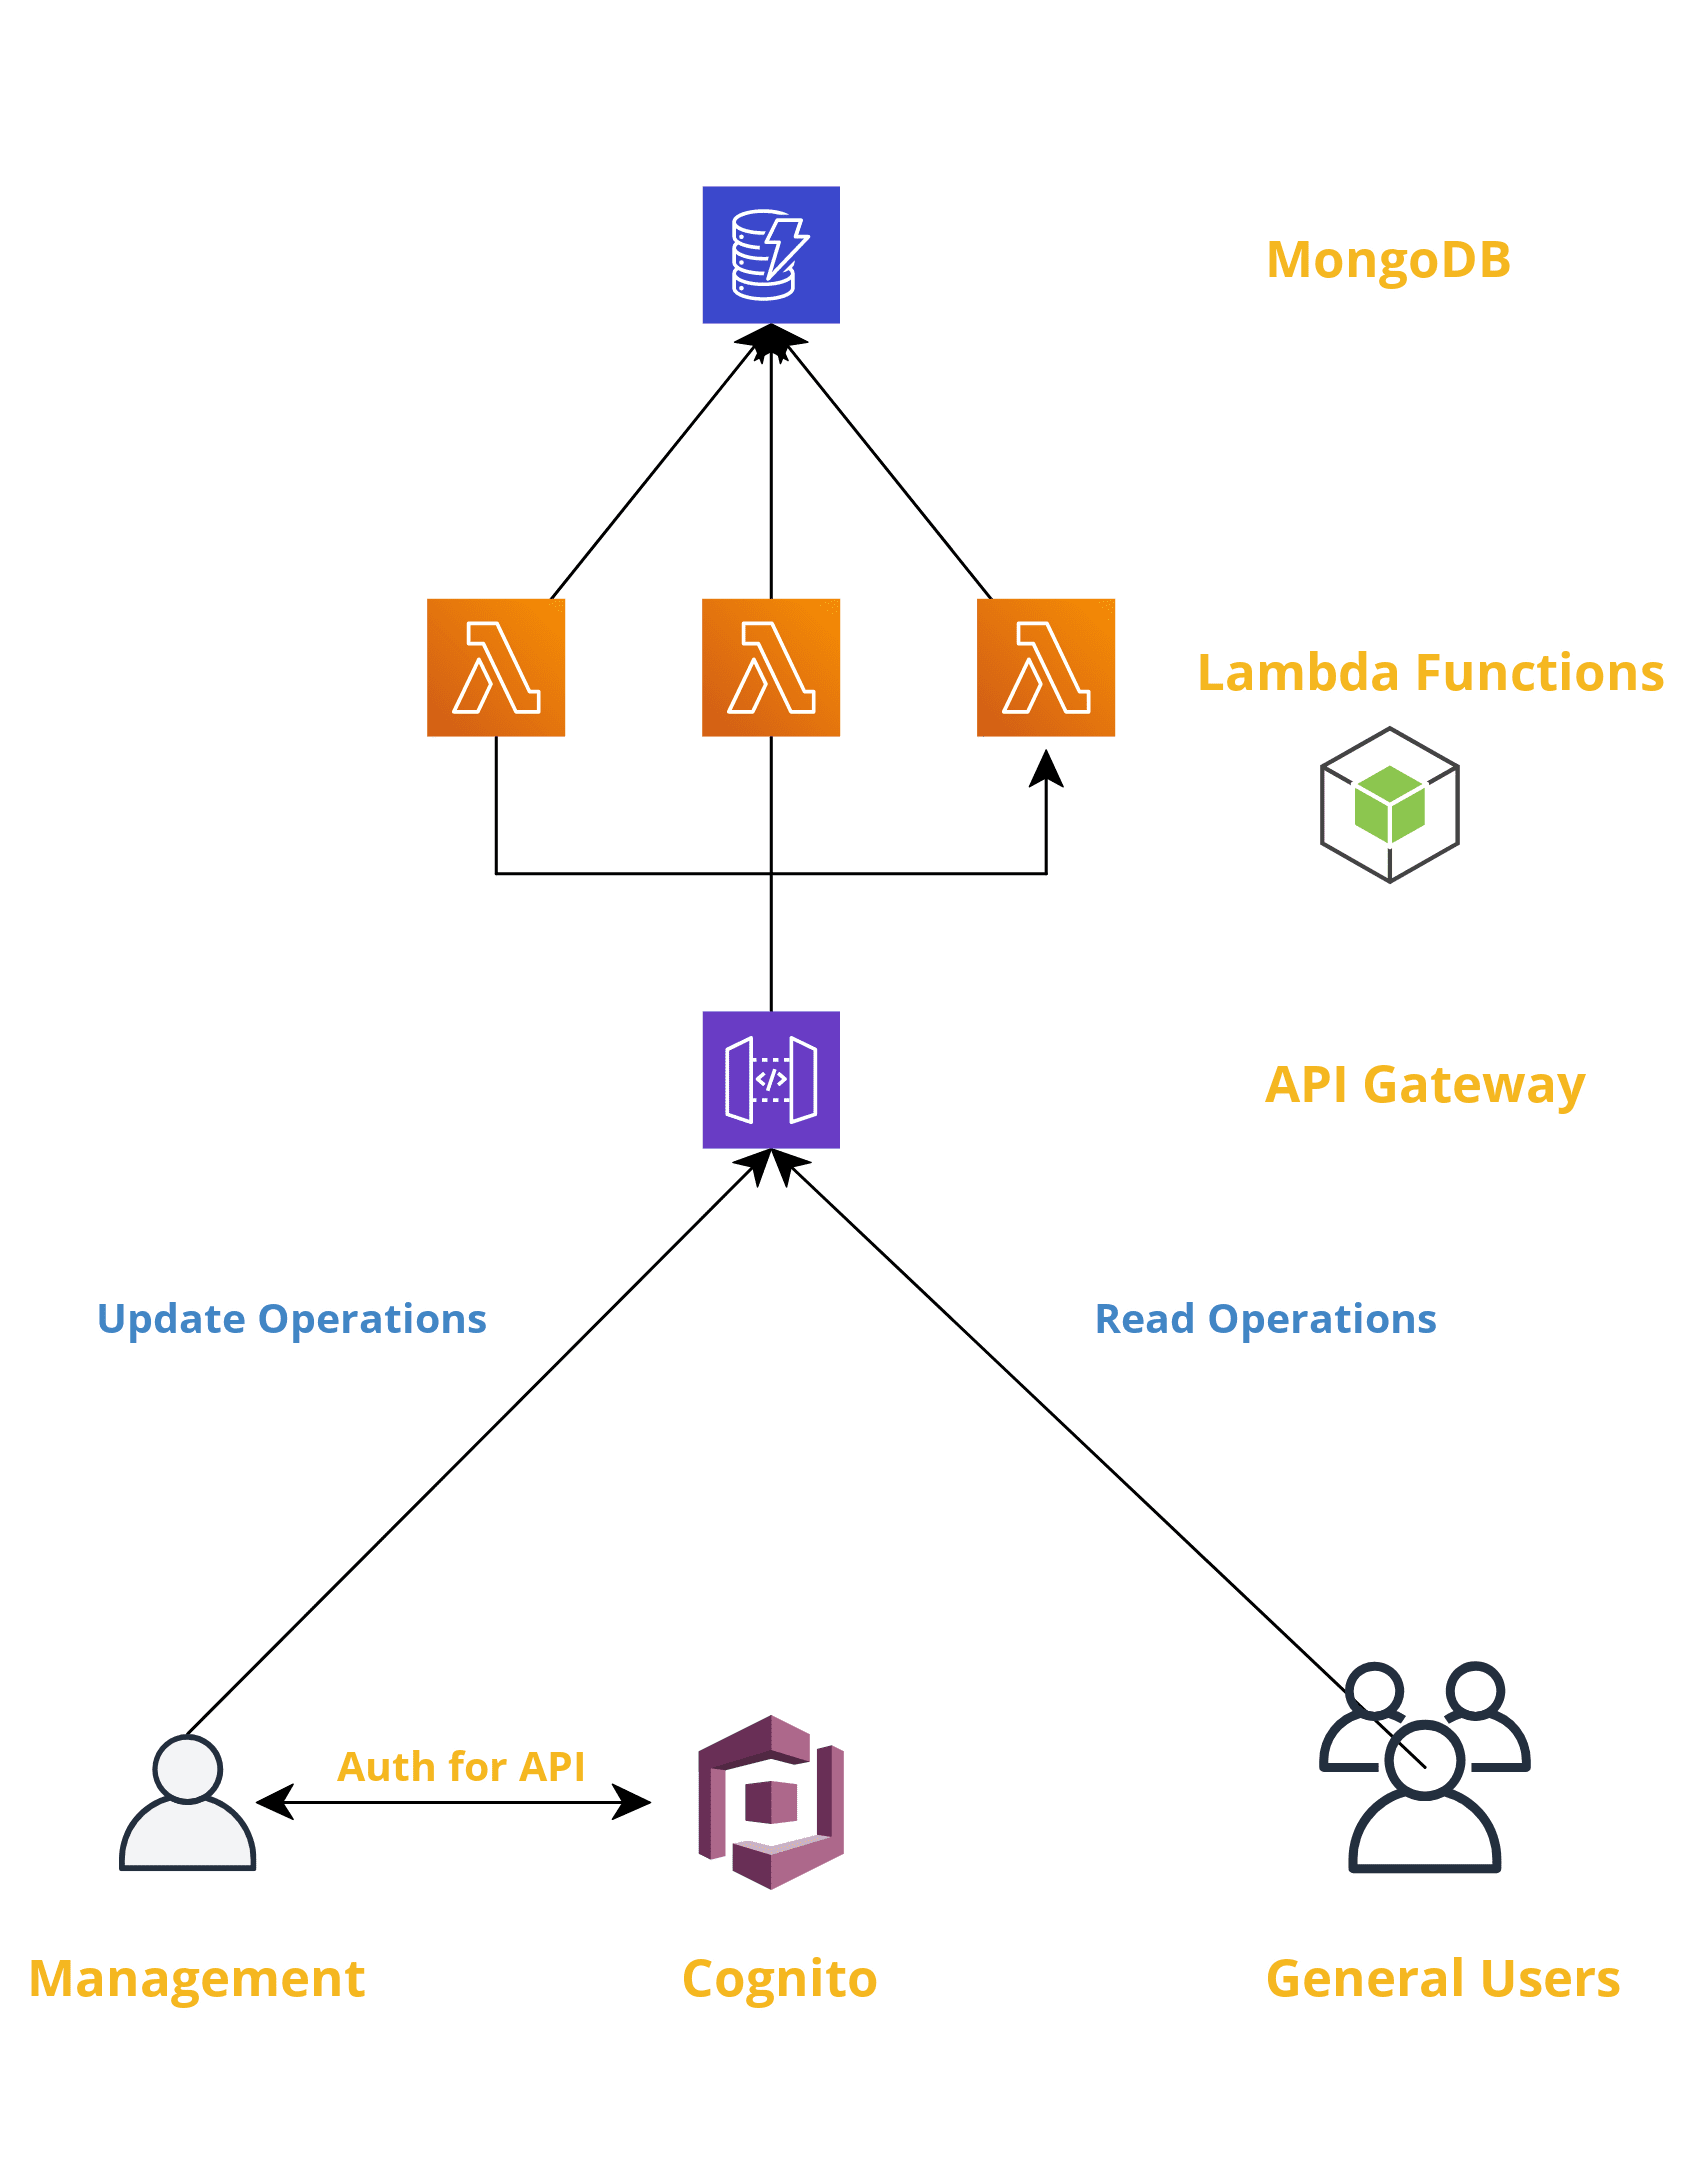 MongoDB
Lambda Functions
API Gateway
Update Operations
Read Operations
Auth for API
Management
Cognito
General Users